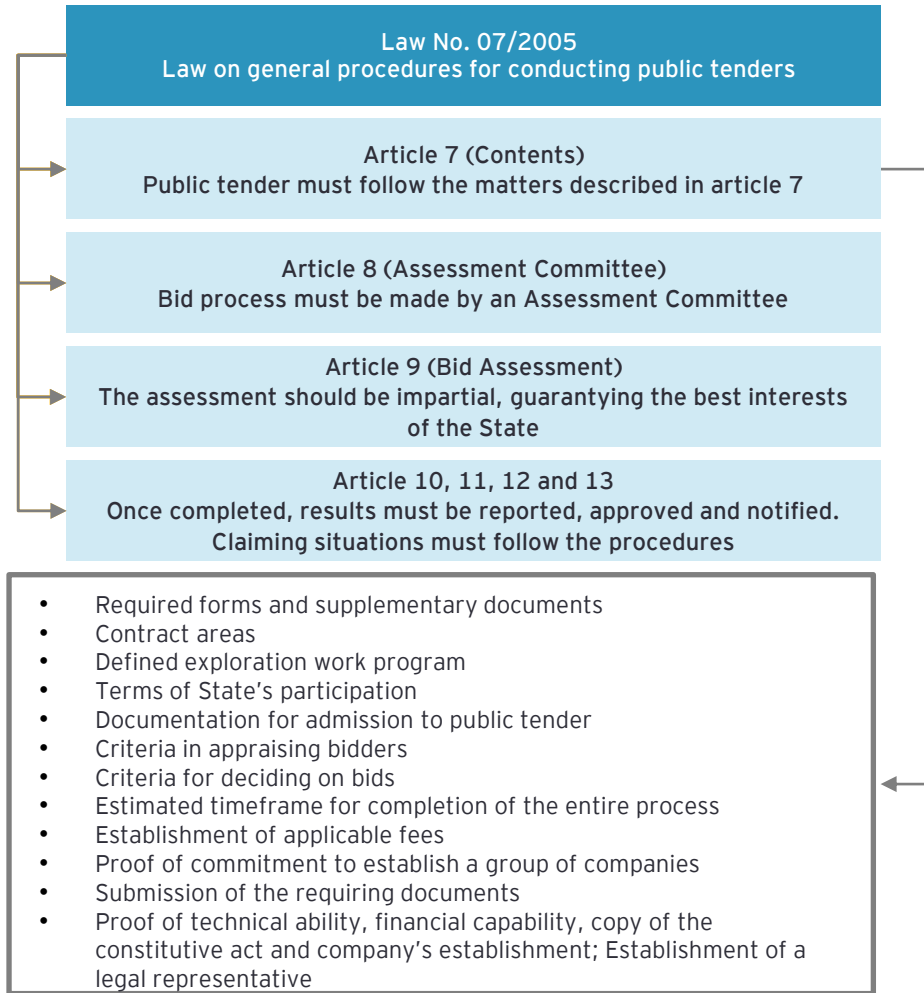 Law No. 07/2005
Law on general procedures for conducting public tenders
Article 7 (Contents)
Public tender must follow the matters described in article 7
Article 8 (Assessment Committee)
Bid process must be made by an Assessment Committee
Article 9 (Bid Assessment)
The assessment should be impartial, guarantying the best interests
of the State
Article 10, 11, 12 and 13
Once completed, results must be reported, approved and notified.
Claiming situations must follow the procedures
• Required forms and supplementary documents
• Contract areas
• Defined exploration work program
• Terms of State's participation
• Documentation for admission to public tender
• Criteria in appraising bidders
• Criteria for deciding on bids
• Estimated timeframe for completion of the entire process
• Establishment of applicable fees
• Proof of commitment to establish a group of companies
• Submission of the requiring documents
• Proof of technical ability, financial capability, copy of the
constitutive act and company's establishment; Establishment of a
legal representative